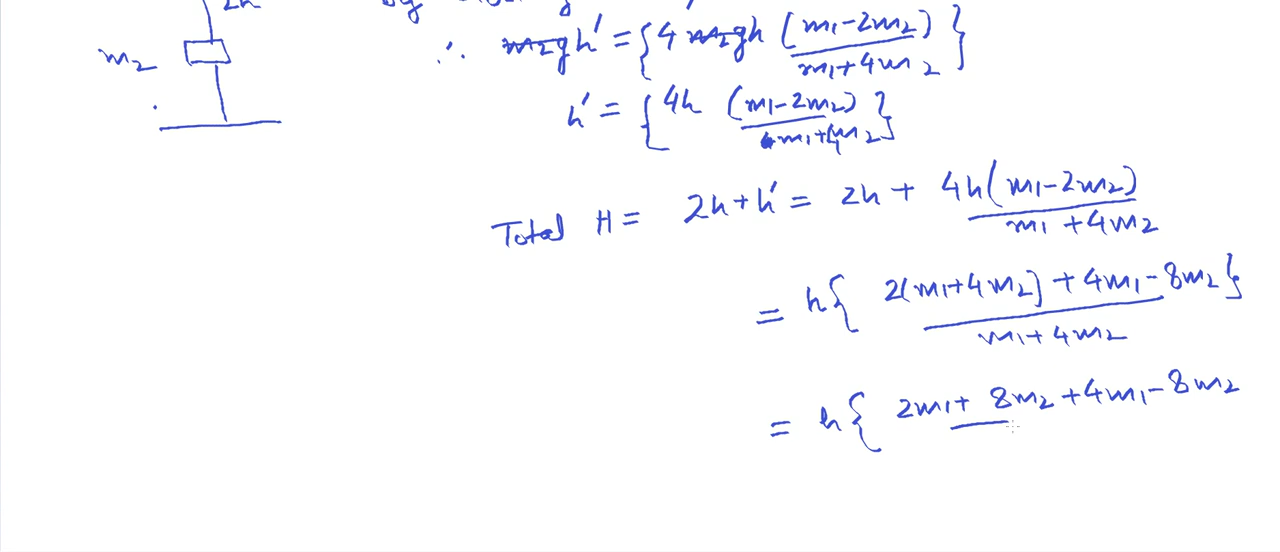 2h
by
∴ m₂gh' = {4 m₂gh (m₁-2m₂)/(m₁+4m₂)}
m₂
h' = {4h (m₁-2m₂)/(m₁+4m₂)}
Total H = 2h+h' = 2h + 4h(m₁-2m₂)/(m₁+4m₂)
= h{ (2(m₁+4m₂)+4m₁-8m₂)/(m₁+4m₂) }
= h{ 2m₁+ 8m₂+4m₁-8m₂